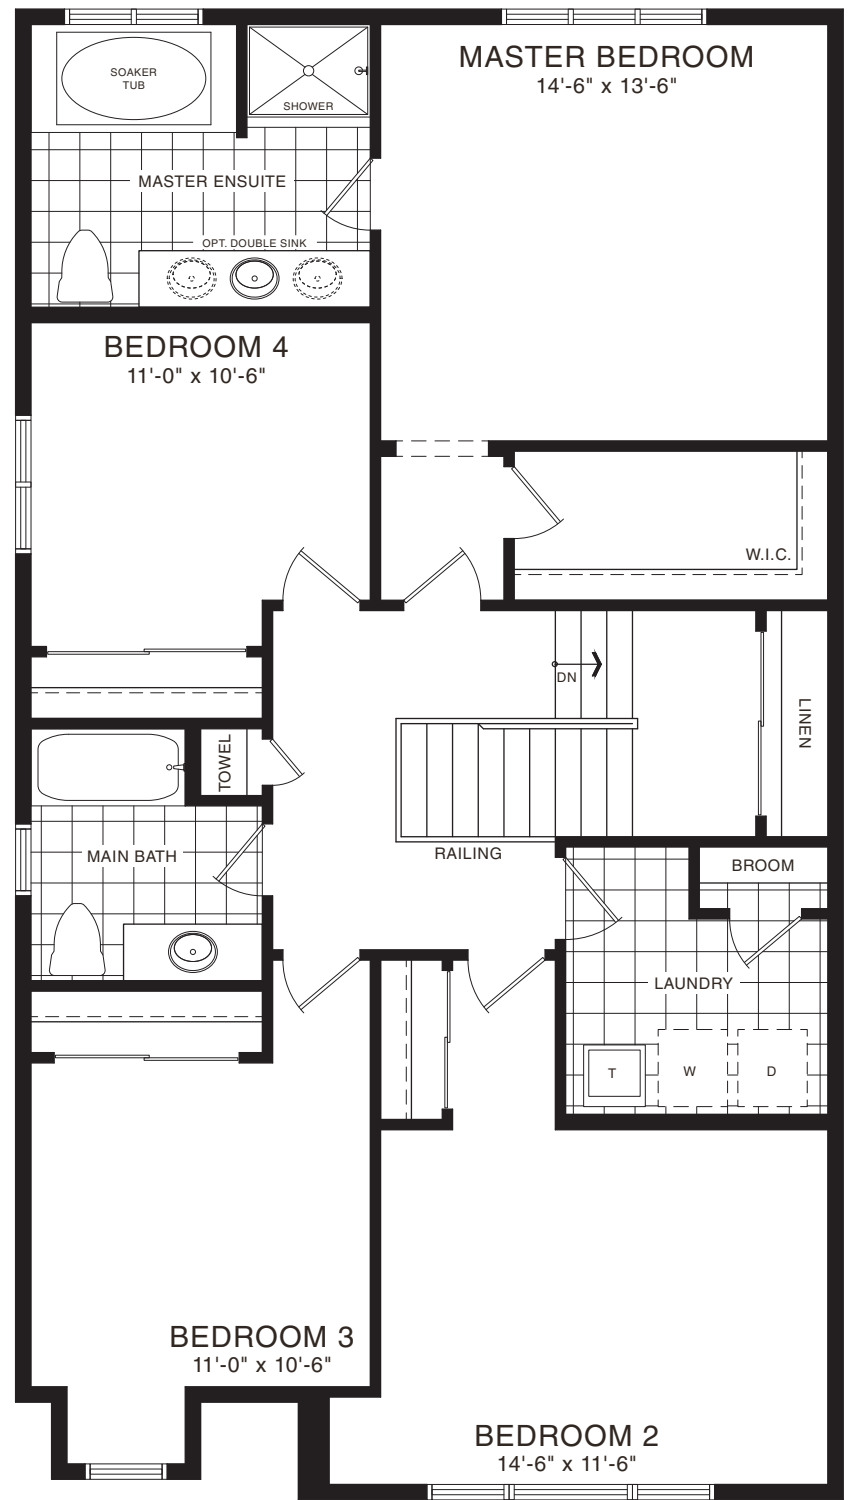 SOAKER
TUB
SHOWER
MASTER BEDROOM
14'-6" x 13'-6"
MASTER ENSUITE
OPT. DOUBLE SINK
BEDROOM 4
11'-0" x 10'-6"
W.I.C.
DN
LINEN
TOWEL
MAIN BATH
RAILING
BROOM
LAUNDRY
T
W
D
BEDROOM 3
11'-0" x 10'-6"
BEDROOM 2
14'-6" x 11'-6"